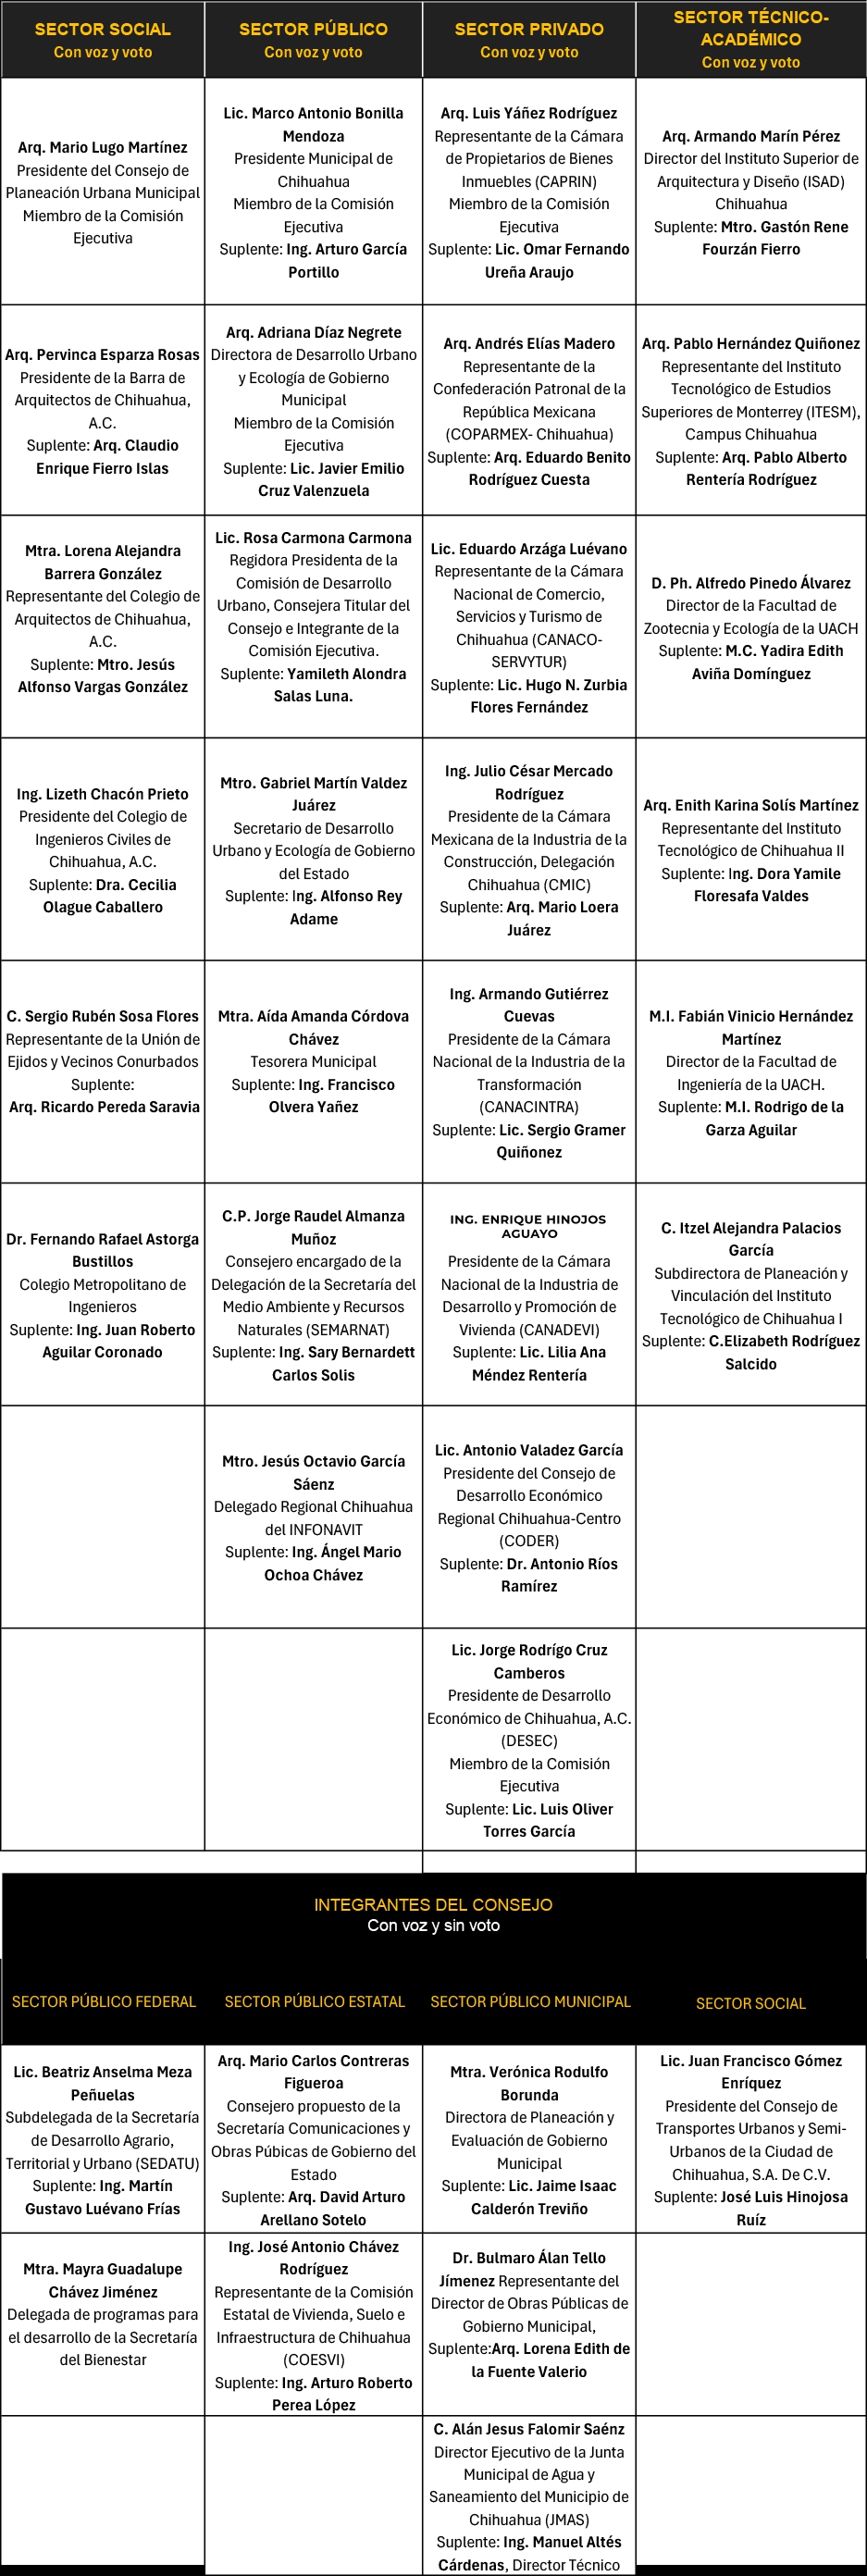 SECTOR SOCIAL
Con voz y voto
SECTOR PÚBLICO
Con voz y voto
SECTOR PRIVADO
Con voz y voto
SECTOR TÉCNICO-
ACADÉMICO
Con voz y voto
Arq. Mario Lugo Martínez
Presidente del Consejo de
Planeación Urbana Municipal
Miembro de la Comisión
Ejecutiva
Lic. Marco Antonio Bonilla
Mendoza
Presidente Municipal de
Chihuahua
Miembro de la Comisión
Ejecutiva
Suplente: Ing. Arturo García
Portillo
Arq. Luis Yáñez Rodríguez
Representante de la Cámara
de Propietarios de Bienes
Inmuebles (CAPRIN)
Miembro de la Comisión
Ejecutiva
Suplente: Lic. Omar Fernando
Ureña Araujo
Arq. Armando Marín Pérez
Director del Instituto Superior de
Arquitectura y Diseño (ISAD)
Chihuahua
Suplente: Mtro. Gastón Rene
Fourzán Fierro
Arq. Pervinca Esparza Rosas
Presidente de la Barra de
Arquitectos de Chihuahua,
A.C.
Suplente: Arq. Claudio
Enrique Fierro Islas
Arq. Adriana Díaz Negrete
Directora de Desarrollo Urbano
y Ecología de Gobierno
Municipal
Miembro de la Comisión
Ejecutiva
Suplente: Lic. Javier Emilio
Cruz Valenzuela
Arq. Andrés Elías Madero
Representante de la
Confederación Patronal de la
República Mexicana
(COPARMEX- Chihuahua)
Suplente: Arq. Eduardo Benito
Rodríguez Cuesta
Arq. Pablo Hernández Quiñonez
Representante del Instituto
Tecnológico de Estudios
Superiores de Monterrey (ITESM),
Campus Chihuahua
Suplente: Arq. Pablo Alberto
Rentería Rodríguez
Mtra. Lorena Alejandra
Barrera González
Representante del Colegio de
Arquitectos de Chihuahua,
A.C.
Suplente: Mtro. Jesús
Alfonso Vargas González
Lic. Rosa Carmona Carmona
Regidora Presidenta de la
Comisión de Desarrollo
Urbano, Consejera Titular del
Consejo e Integrante de la
Comisión Ejecutiva.
Suplente: Yamileth Alondra
Salas Luna.
Lic. Eduardo Arzága Luévano
Representante de la Cámara
Nacional de Comercio,
Servicios y Turismo de
Chihuahua (CANACO-
SERVYTUR)
Suplente: Lic. Hugo N. Zurbia
Flores Fernández
D. Ph. Alfredo Pinedo Álvarez
Director de la Facultad de
Zootecnia y Ecología de la UACH
Suplente: M.C. Yadira Edith
Aviña Domínguez
Ing. Lizeth Chacón Prieto
Presidente del Colegio de
Ingenieros Civiles de
Chihuahua, A.C.
Suplente: Dra. Cecilia
Olague Caballero
Mtro. Gabriel Martín Valdez
Juárez
Secretario de Desarrollo
Urbano y Ecología de Gobierno
del Estado
Suplente: Ing. Alfonso Rey
Adame
Ing. Julio César Mercado
Rodríguez
Presidente de la Cámara
Mexicana de la Industria de la
Construcción, Delegación
Chihuahua (CMIC)
Suplente: Arq. Mario Loera
Juárez
Arq. Enith Karina Solís Martínez
Representante del Instituto
Tecnológico de Chihuahua II
Suplente: Ing. Dora Yamile
Floresafa Valdes
C. Sergio Rubén Sosa Flores
Representante de la Unión de
Ejidos y Vecinos Conurbados
Suplente:
Arq. Ricardo Pereda Saravia
Mtra. Aída Amanda Córdova
Chávez
Tesorera Municipal
Suplente: Ing. Francisco
Olvera Yañez
Ing. Armando Gutiérrez
Cuevas
Presidente de la Cámara
Nacional de la Industria de la
Transformación
(CANACINTRA)
Suplente: Lic. Sergio Gramer
Quiñonez
M.I. Fabián Vinicio Hernández
Martínez
Director de la Facultad de
Ingeniería de la UACH.
Suplente: M.I. Rodrigo de la
Garza Aguilar
Dr. Fernando Rafael Astorga
Bustillos
Colegio Metropolitano de
Ingenieros
Suplente: Ing. Juan Roberto
Aguilar Coronado
C.P. Jorge Raudel Almanza
Muñoz
Consejero encargado de la
Delegación de la Secretaría del
Medio Ambiente y Recursos
Naturales (SEMARNAT)
Suplente: Ing. Sary Bernardett
Carlos Solis
ING. ENRIQUE HINOJOS
AGUAYO
Presidente de la Cámara
Nacional de la Industria de
Desarrollo y Promoción de
Vivienda (CANADEVI)
Suplente: Lic. Lilia Ana
Méndez Rentería
C. Itzel Alejandra Palacios
García
Subdirectora de Planeación y
Vinculación del Instituto
Tecnológico de Chihuahua I
Suplente: C.Elizabeth Rodríguez
Salcido
Mtro. Jesús Octavio García
Sáenz
Delegado Regional Chihuahua
del INFONAVIT
Suplente: Ing. Ángel Mario
Ochoa Chávez
Lic. Antonio Valadez García
Presidente del Consejo de
Desarrollo Económico
Regional Chihuahua-Centro
(CODER)
Suplente: Dr. Antonio Ríos
Ramírez
Lic. Jorge Rodrígo Cruz
Camberos
Presidente de Desarrollo
Económico de Chihuahua, A.C.
(DESEC)
Miembro de la Comisión
Ejecutiva
Suplente: Lic. Luis Oliver
Torres García
INTEGRANTES DEL CONSEJO
Con voz y sin voto
SECTOR PÚBLICO FEDERAL
SECTOR PÚBLICO ESTATAL
SECTOR PÚBLICO MUNICIPAL
SECTOR SOCIAL
Lic. Beatriz Anselma Meza
Peñuelas
Subdelegada de la Secretaría
de Desarrollo Agrario,
Territorial y Urbano (SEDATU)
Suplente: Ing. Martín
Gustavo Luévano Frías
Arq. Mario Carlos Contreras
Figueroa
Consejero propuesto de la
Secretaría Comunicaciones y
Obras Púbicas de Gobierno del
Estado
Suplente: Arq. David Arturo
Arellano Sotelo
Mtra. Verónica Rodulfo
Borunda
Directora de Planeación y
Evaluación de Gobierno
Municipal
Suplente: Lic. Jaime Isaac
Calderón Treviño
Lic. Juan Francisco Gómez
Enríquez
Presidente del Consejo de
Transportes Urbanos y Semi-
Urbanos de la Ciudad de
Chihuahua, S.A. De C.V.
Suplente: José Luis Hinojosa
Ruíz
Mtra. Mayra Guadalupe
Chávez Jiménez
Delegada de programas para
el desarrollo de la Secretaría
del Bienestar
Ing. José Antonio Chávez
Rodríguez
Representante de la Comisión
Estatal de Vivienda, Suelo e
Infraestructura de Chihuahua
(COESVI)
Suplente: Ing. Arturo Roberto
Perea López
Dr. Bulmaro Álan Tello
Jímenez Representante del
Director de Obras Públicas de
Gobierno Municipal,
Suplente:Arq. Lorena Edith de
la Fuente Valerio
C. Alán Jesus Falomir Saénz
Director Ejecutivo de la Junta
Municipal de Agua y
Saneamiento del Municipio de
Chihuahua (JMAS)
Suplente: Ing. Manuel Altés
Cárdenas, Director Técnico